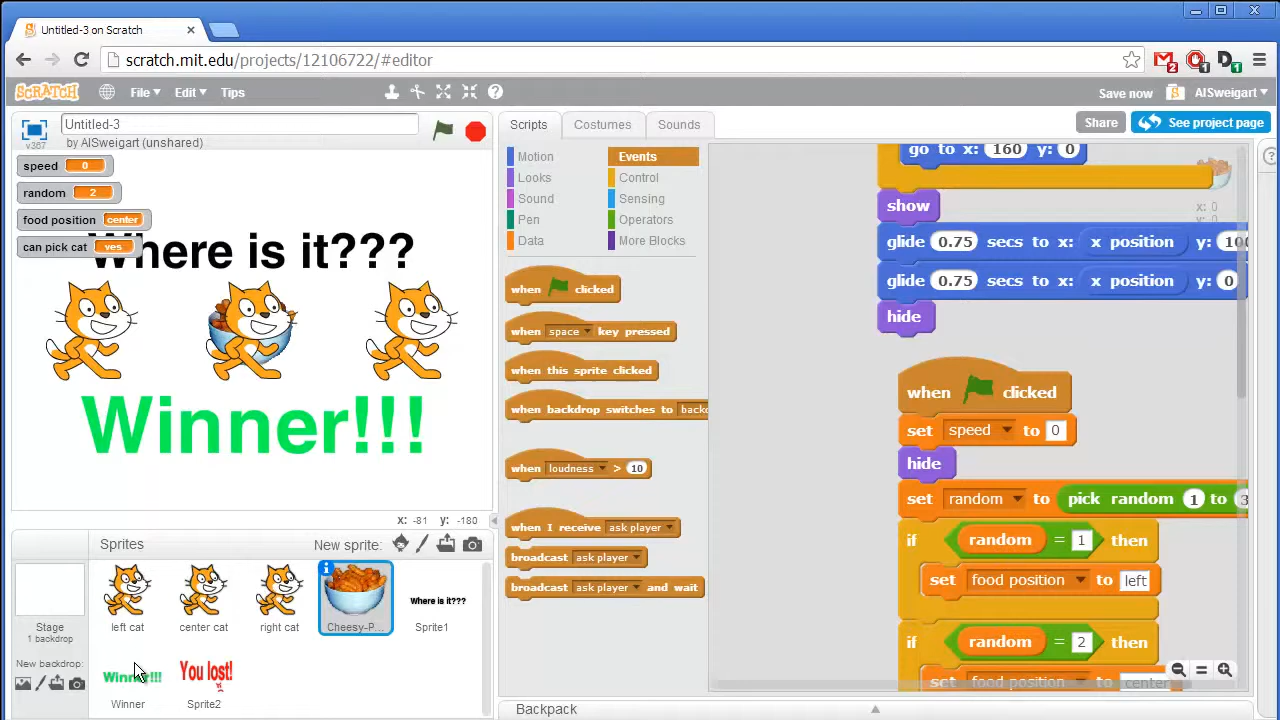 Untitled-3 on Scratch
scratch.mit.edu/projects/12106722/#editor
2
1
1
SCRATCH
File
Edit
Tips
Save now
AlSweigart
Untitled-3
v367
by AlSweigart (unshared)
Scripts
Costumes
Sounds
Share
See project page
speed 0
random 2
food position center
can pick cat yes
Where is it???
Winner!!!
x: -81 y: -180
Motion
Looks
Sound
Pen
Data
Events
Control
Sensing
Operators
More Blocks
when clicked
when space key pressed
when this sprite clicked
when backdrop switches to
when loudness > 10
when I receive ask player
broadcast ask player
broadcast ask player and wait
go to x: 160 y: 0
x: 0
show
glide 0.75 secs to x: x position y: 10
glide 0.75 secs to x: x position y: 0
hide
when clicked
set speed to 0
hide
set random to pick random 1 to 3
if random = 1 then
set food position to left
if random = 2 then
set food position to center
Sprites
New sprite:
left cat
center cat
right cat
Cheesy-P...
Where is it???
Sprite1
Stage
1 backdrop
New backdrop:
Winner!!!
Winner
You lost!
Sprite2
Backpack